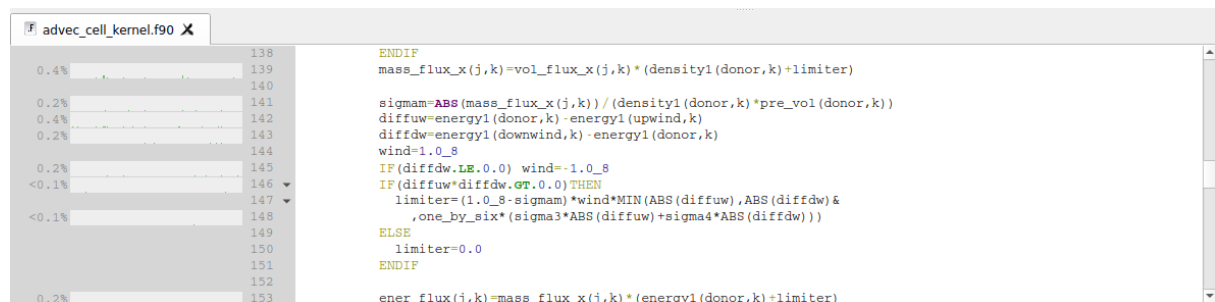 advec_cell_kernel.f90 X
138 ENDIF
0.4% 139 mass_flux_x(j,k)=vol_flux_x(j,k)*(density1(donor,k)+limiter)
140
0.2% 141 sigmam=ABS(mass_flux_x(j,k))/(density1(donor,k)*pre_vol(donor,k))
0.4% 142 diffuw=energy1(donor,k)-energy1(upwind,k)
0.2% 143 diffdw=energy1(downwind,k)-energy1(donor,k)
144 wind=1.0_8
0.2% 145 IF(diffdw.LE.0.0) wind=-1.0_8
<0.1% 146 IF(diffuw*diffdw.GT.0.0)THEN
147 limiter=(1.0_8-sigmam)*wind*MIN(ABS(diffuw),ABS(diffdw)&
<0.1% 148 ,one_by_six*(sigma3*ABS(diffuw)+sigma4*ABS(diffdw)))
149 ELSE
150 limiter=0.0
151 ENDIF
152
0.2% 153 ener_flux(j,k)=mass_flux_x(j,k)*(energy1(donor,k)+limiter)